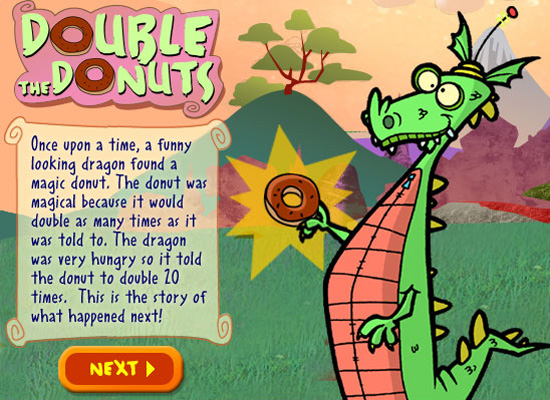 DOUBLE
THE DONUTS
Once upon a time, a funny
looking dragon found a
magic donut. The donut was
magical because it would
double as many times as it
was told to. The dragon
was very hungry so it told
the donut to double 20
times. This is the story of
what happened next!
NEXT